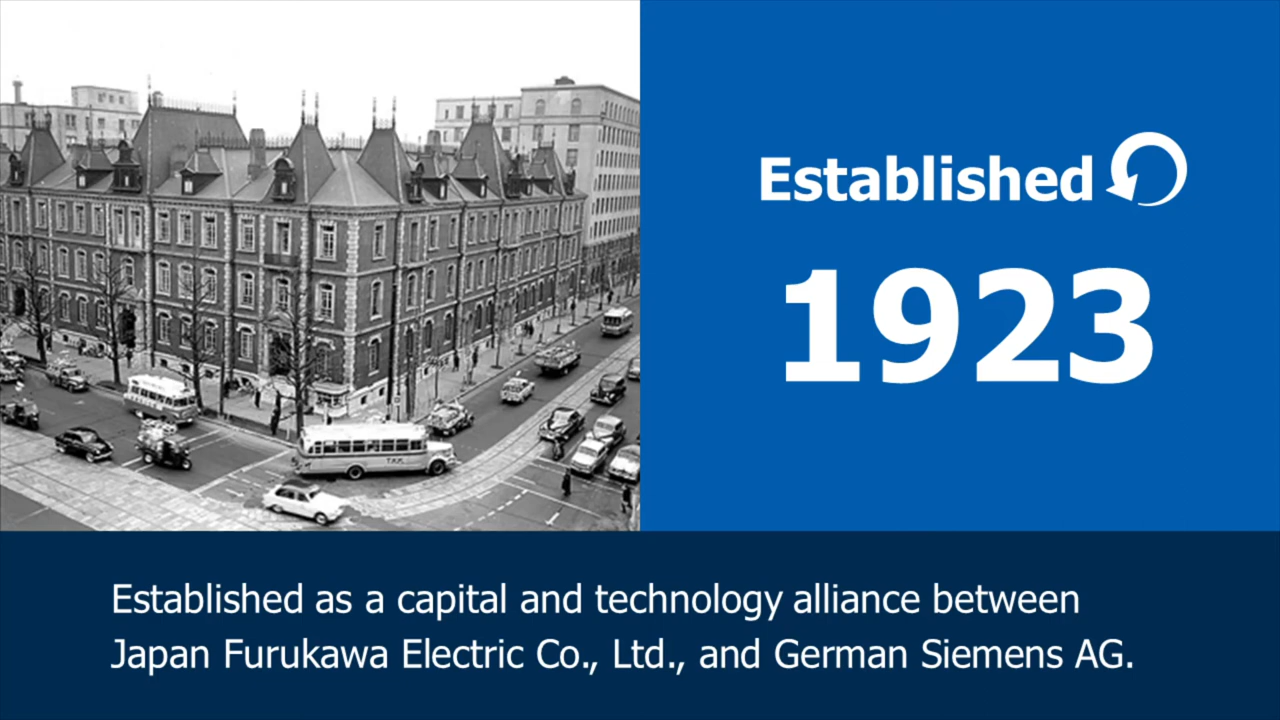 Established
1923
Established as a capital and technology alliance between
Japan Furukawa Electric Co., Ltd., and German Siemens AG.